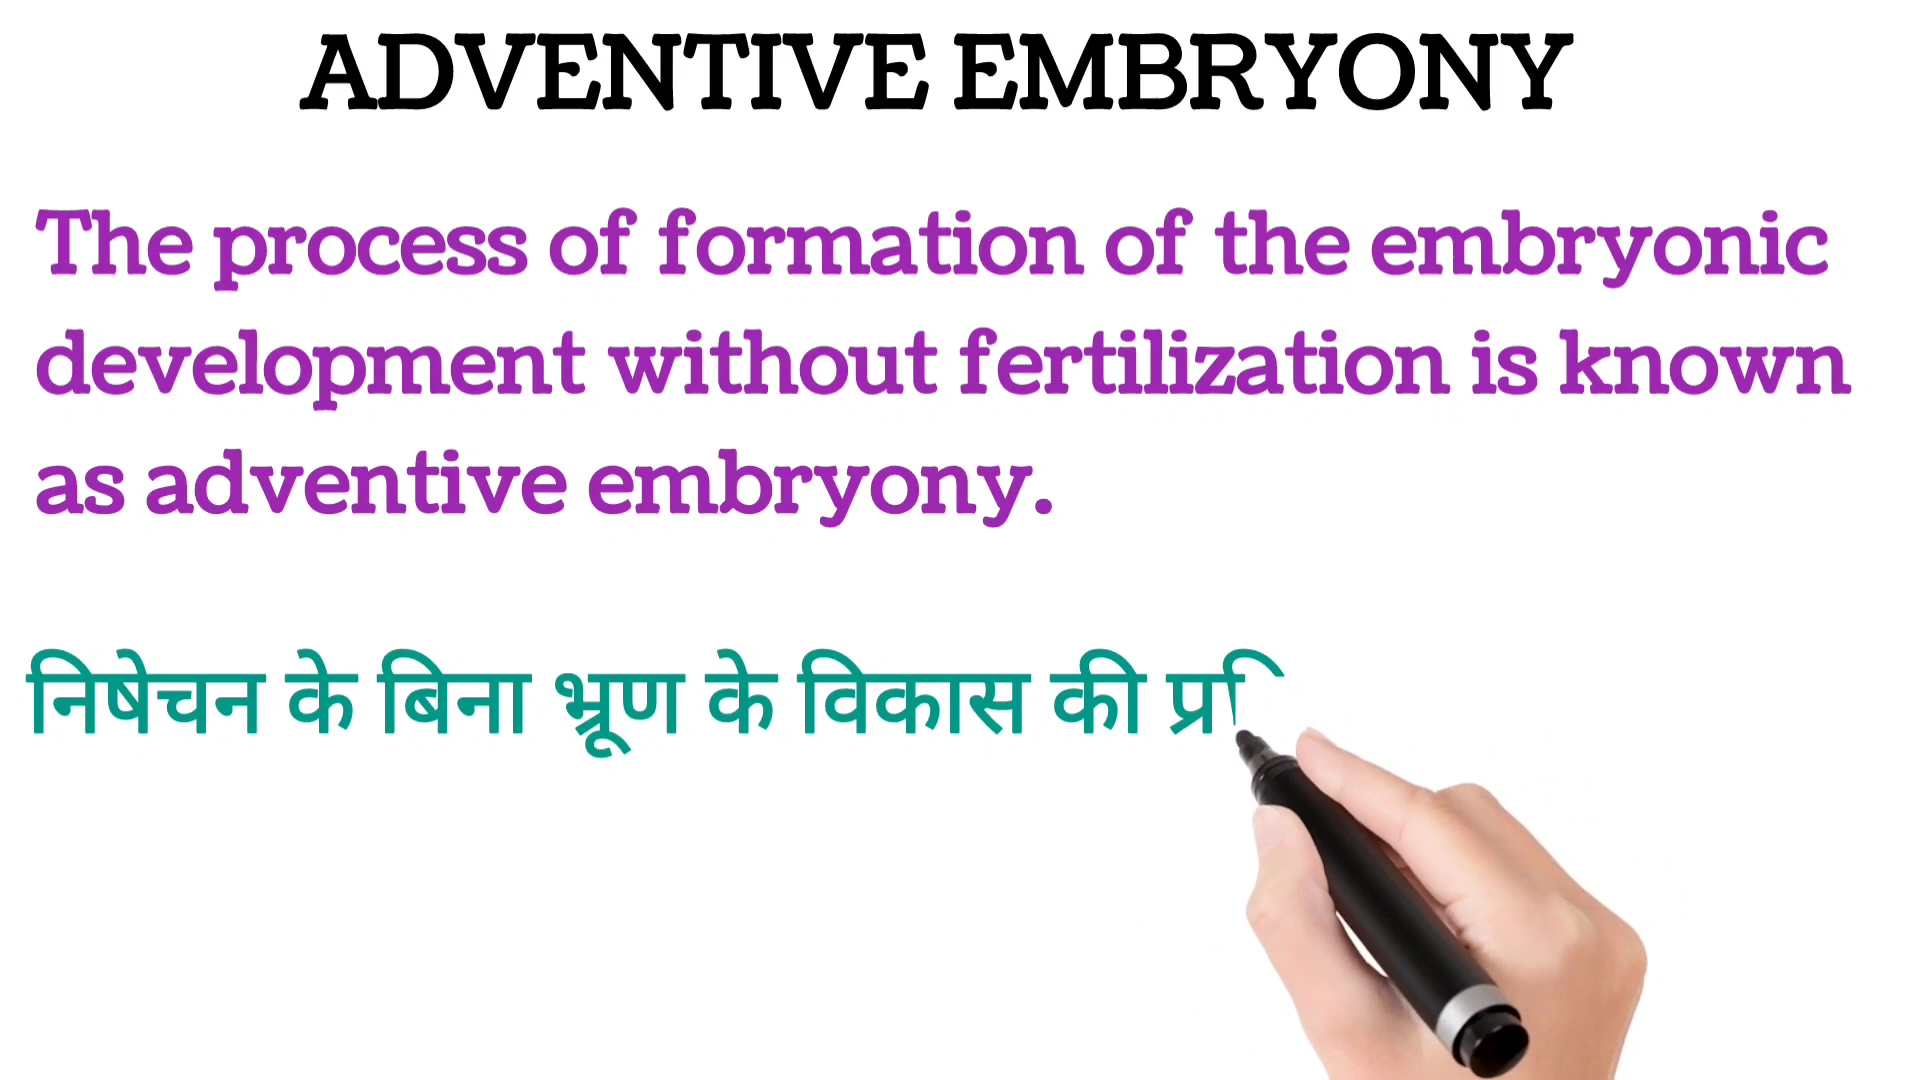 ADVENTIVE EMBRYONY
The process of formation of the embryonic
development without fertilization is known
as adventive embryony.
निषेचन के बिना भ्रूण के विकास की